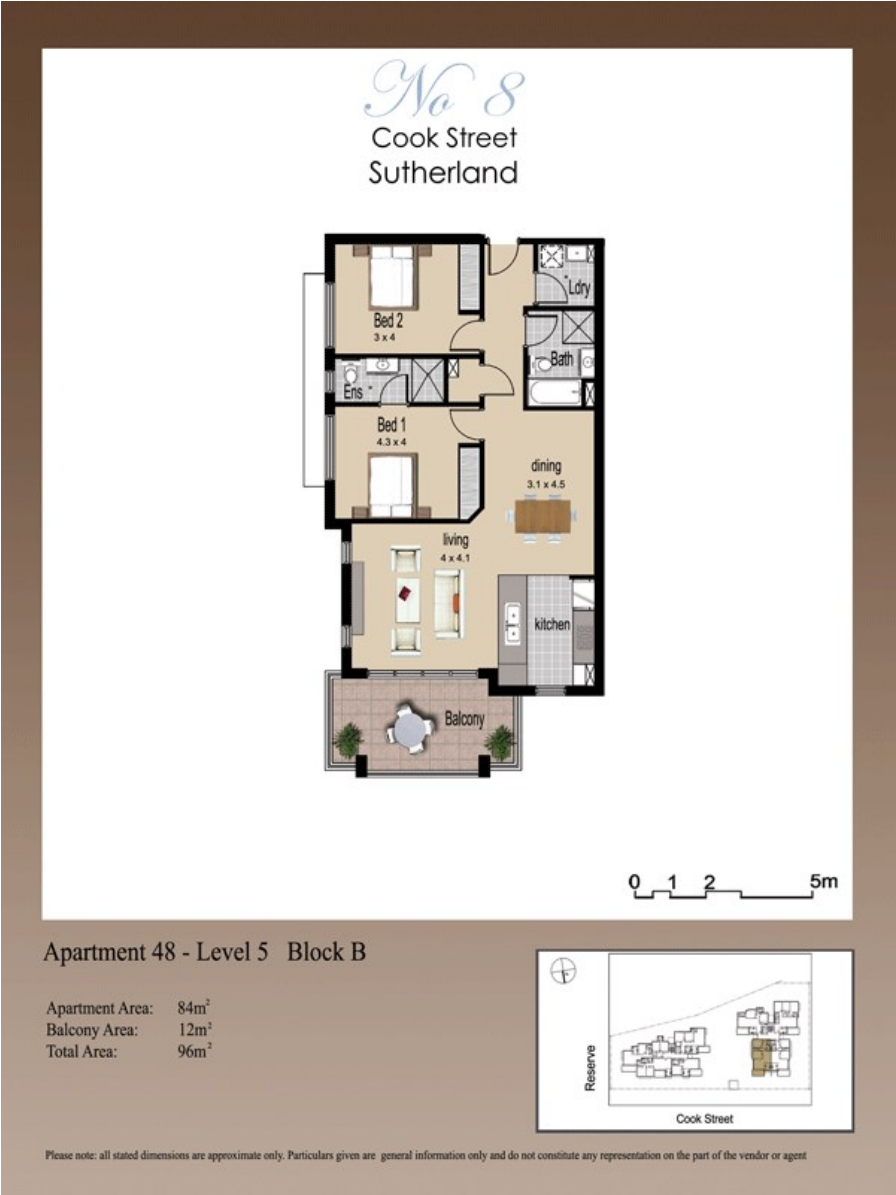 No 8
Cook Street
Sutherland
Bed 2
3 x 4
Ldry
Bath
Ens
Bed 1
4.3 x 4
dining
3.1 x 4.5
living
4 x 4.1
kitchen
Balcony
0 1 2 5m
Apartment 48 - Level 5 Block B
Apartment Area: 84m²
Balcony Area: 12m²
Total Area: 96m²
Reserve
Cook Street
Please note: all stated dimensions are approximate only. Particulars given are general information only and do not constitute any representation on the part of the vendor or agent